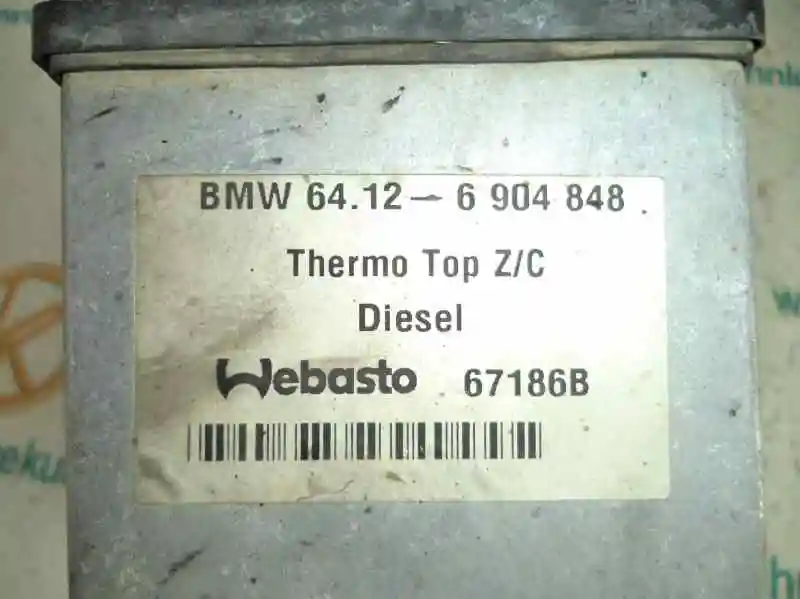 BMW 64.12 – 6 904 848
Thermo Top Z/C
Diesel
Webasto 67186B